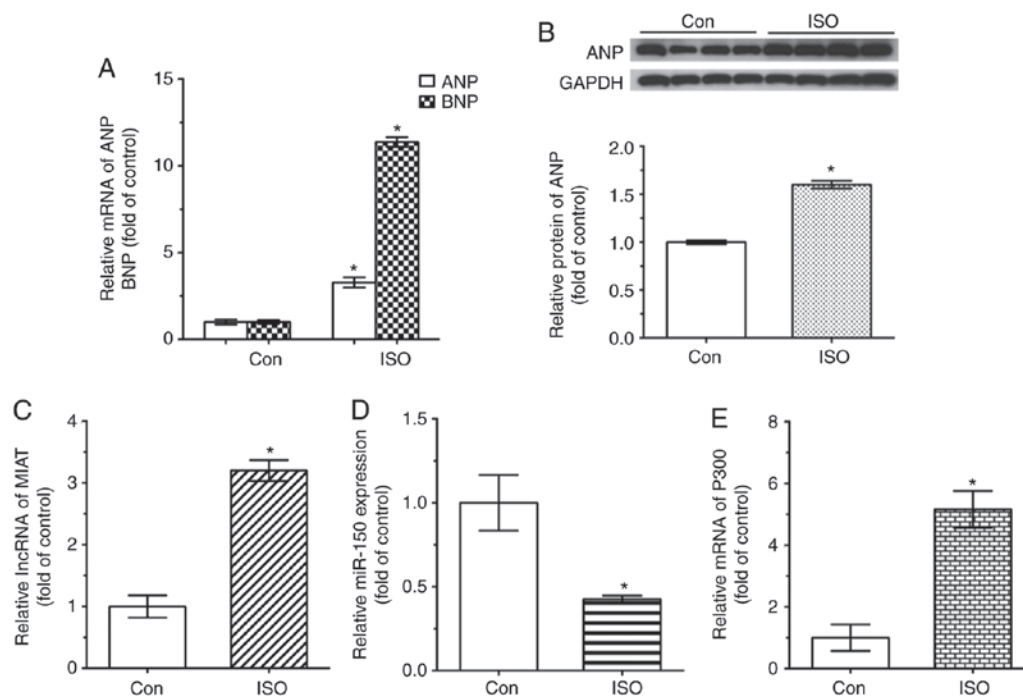 A
Relative mRNA of ANP
BNP (fold of control)
15
10
5
0
ANP
BNP
*
*
Con
ISO
B
Con
ISO
ANP
GAPDH
Relative protein of ANP
(fold of control)
2.0
1.5
1.0
0.5
0.0
*
Con
ISO
C
Relative lncRNA of MIAT
(fold of control)
4
3
2
1
0
*
Con
ISO
D
Relative miR-150 expression
(fold of control)
1.5
1.0
0.5
0.0
*
Con
ISO
E
Relative mRNA of P300
(fold of control)
8
6
4
2
0
*
Con
ISO